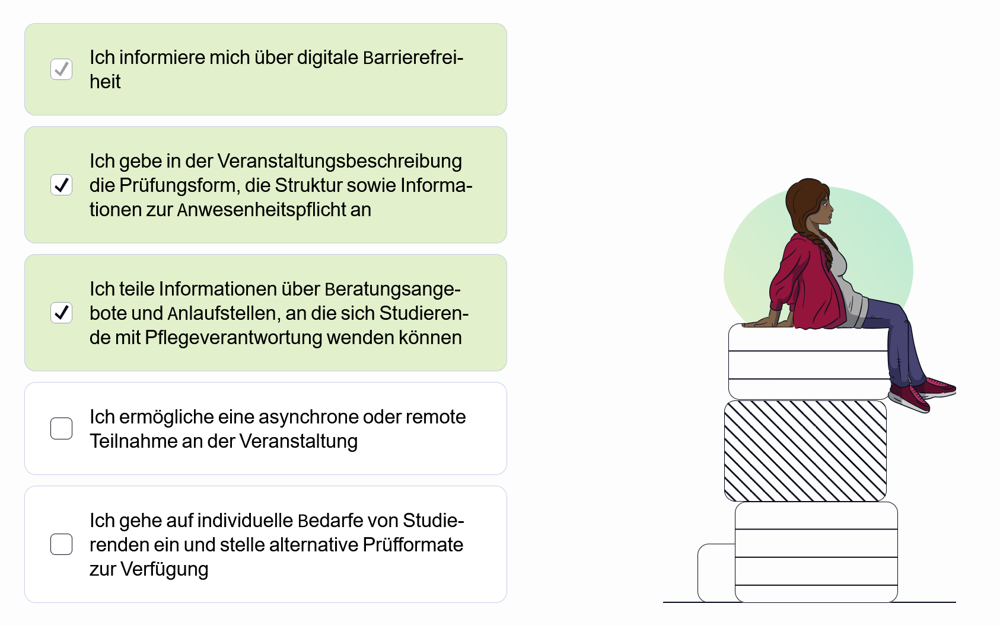 Ich informiere mich über digitale Barrierefrei-
heit
Ich gebe in der Veranstaltungsbeschreibung
die Prüfungsform, die Struktur sowie Informa-
tionen zur Anwesenheitspflicht an
Ich teile Informationen über Beratungsange-
bote und Anlaufstellen, an die sich Studieren-
de mit Pflegeverantwortung wenden können
Ich ermögliche eine asynchrone oder remote
Teilnahme an der Veranstaltung
Ich gehe auf individuelle Bedarfe von Studie-
renden ein und stelle alternative Prüfformate
zur Verfügung